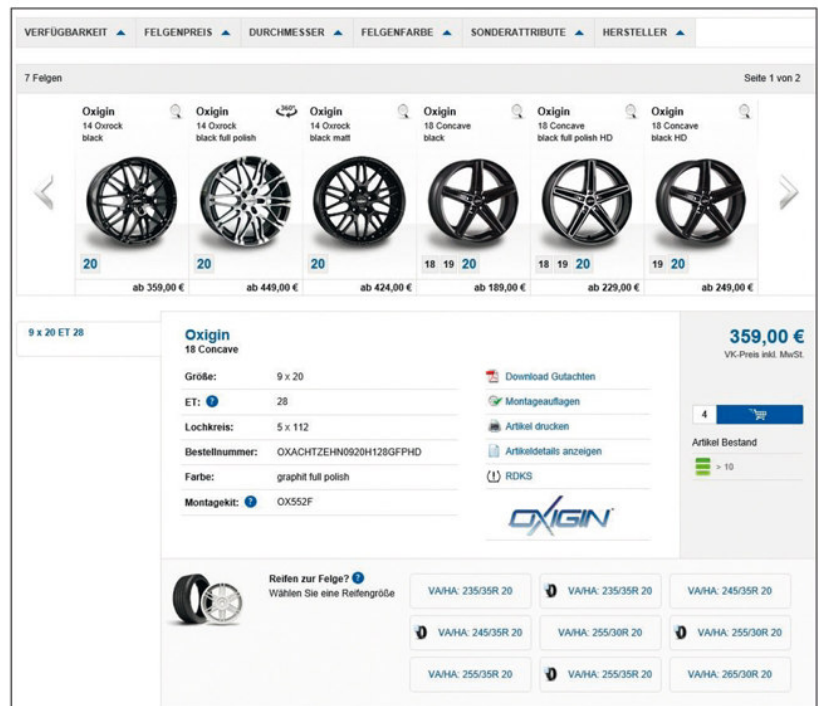 VERFÜGBARKEIT FELGENPREIS DURCHMESSER FELGENFARBE SONDERATTRIBUTE HERSTELLER
7 Felgen Seite 1 von 2
Oxigin
14 Oxrock
black
20
ab 359,00 €
Oxigin
14 Oxrock
black full polish
360°
20
ab 449,00 €
Oxigin
14 Oxrock
black matt
20
ab 424,00 €
Oxigin
18 Concave
black
18 19 20
ab 189,00 €
Oxigin
18 Concave
black full polish HD
18 19 20
ab 229,00 €
Oxigin
18 Concave
black HD
19 20
ab 249,00 €
9 x 20 ET 28
Oxigin
18 Concave
Größe: 9 x 20
ET: ? 28
Lochkreis: 5 x 112
Bestellnummer: OXACHTZEHN0920H128GFPHD
Farbe: graphit full polish
Montagekit: ? OX552F
Download Gutachten
Montageauflagen
Artikel drucken
Artikeldetails anzeigen
(!) RDKS
OXIGIN
359,00 €
VK-Preis inkl. MwSt.
4
Artikel Bestand
> 10
Reifen zur Felge? ?
Wählen Sie eine Reifengröße
VA/HA: 235/35R 20 VA/HA: 235/35R 20 VA/HA: 245/35R 20
VA/HA: 245/35R 20 VA/HA: 255/30R 20 VA/HA: 255/30R 20
VA/HA: 255/35R 20 VA/HA: 255/35R 20 VA/HA: 265/30R 20